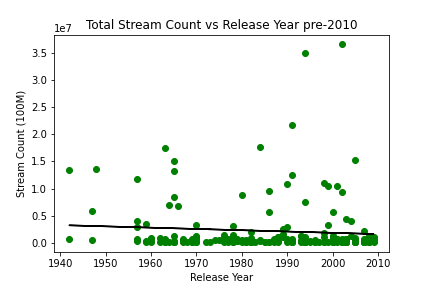 Total Stream Count vs Release Year pre-2010
1e7
3.5
3.0
2.5
2.0
1.5
1.0
0.5
0.0
Stream Count (100M)
1940 1950 1960 1970 1980 1990 2000 2010
Release Year